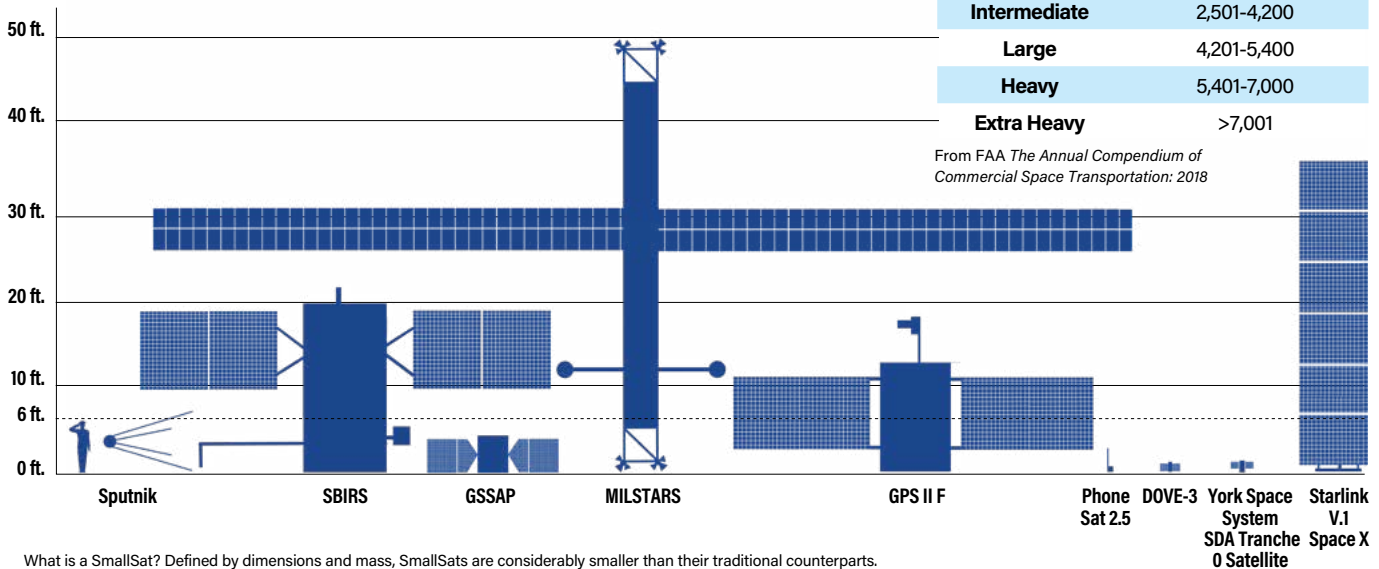 Intermediate 2,501-4,200
Large 4,201-5,400
Heavy 5,401-7,000
Extra Heavy >7,001
From FAA The Annual Compendium of
Commercial Space Transportation: 2018
50 ft.
40 ft.
30 ft.
20 ft.
10 ft.
6 ft.
0 ft.
Sputnik
SBIRS
GSSAP
MILSTARS
GPS II F
Phone
Sat 2.5
DOVE-3
York Space
System
SDA Tranche
0 Satellite
Starlink
V.1
Space X
What is a SmallSat? Defined by dimensions and mass, SmallSats are considerably smaller than their traditional counterparts.